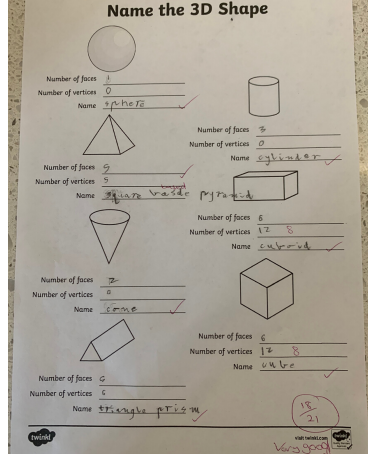 Name the 3D Shape
Number of faces 1
Number of vertices 0
Name sphere
Number of faces 3
Number of vertices 0
Name cylinder
Number of faces 5
Number of vertices 5
Name square based pyramid
Number of faces 6
Number of vertices 12 8
Name cuboid
Number of faces 2
Number of vertices
Name cone
Number of faces 6
Number of vertices 12 8
Name cube
Number of faces 6
Number of vertices 6
Name triangle prism
18/21
Very good
twinkl
visit twinkl.com